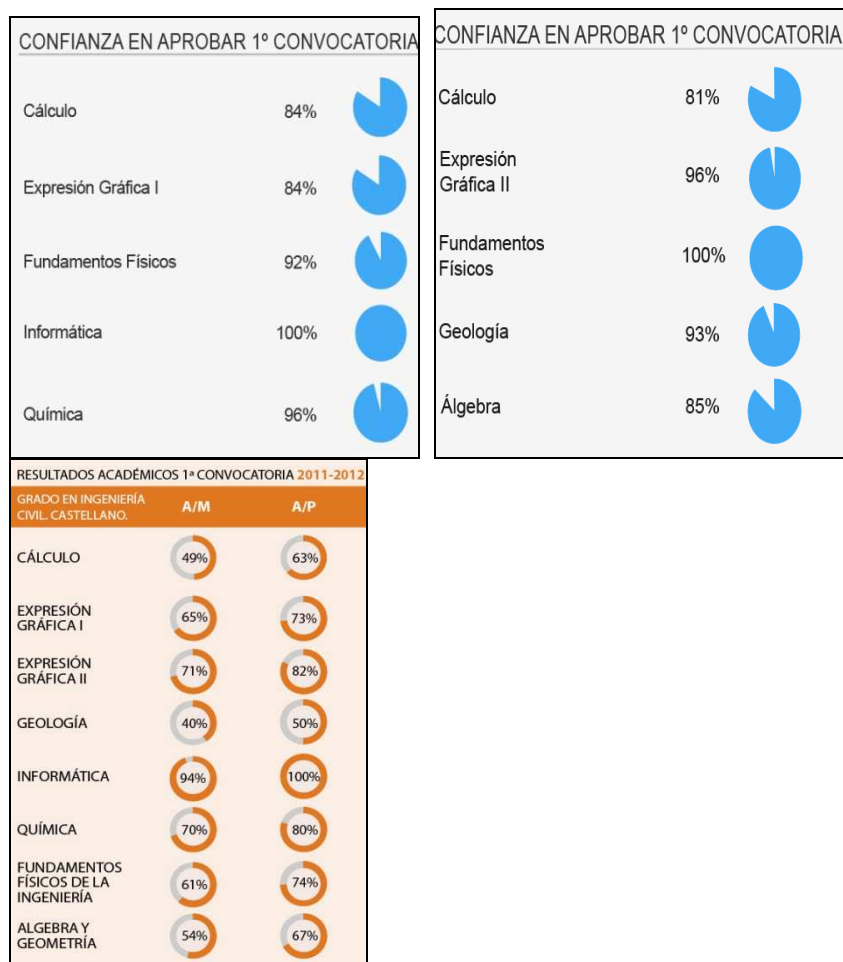 CONFIANZA EN APROBAR 1º CONVOCATORIA
Cálculo 84%
Expresión Gráfica I 84%
Fundamentos Físicos 92%
Informática 100%
Química 96%
CONFIANZA EN APROBAR 1º CONVOCATORIA
Cálculo 81%
Expresión
Gráfica II 96%
Fundamentos
Físicos 100%
Geología 93%
Álgebra 85%
RESULTADOS ACADÉMICOS 1ª CONVOCATORIA 2011-2012
GRADO EN INGENIERÍA
CIVIL. CASTELLANO. A/M A/P
CÁLCULO 49% 63%
EXPRESIÓN
GRÁFICA I 65% 73%
EXPRESIÓN
GRÁFICA II 71% 82%
GEOLOGÍA 40% 50%
INFORMÁTICA 94% 100%
QUÍMICA 70% 80%
FUNDAMENTOS
FÍSICOS DE LA 61% 74%
INGENIERÍA
ALGEBRA Y
GEOMETRÍA 54% 67%